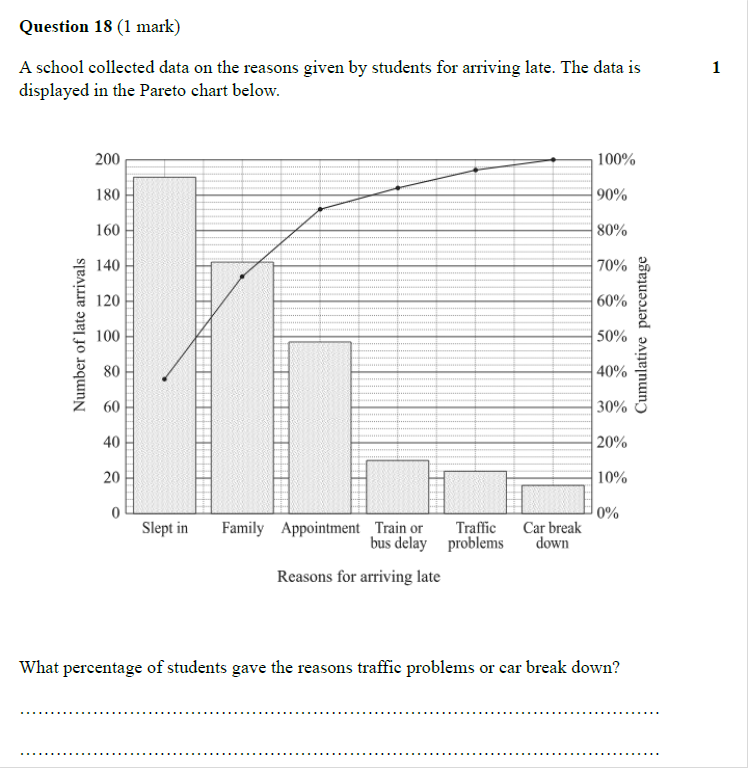 Question 18 (1 mark)
A school collected data on the reasons given by students for arriving late. The data is 1
displayed in the Pareto chart below.
200 100%
180 90%
160 80%
140 70%
120 60%
100 50%
80 40%
60 30%
40 20%
20 10%
0 0%
Number of late arrivals
Cumulative percentage
Slept in Family Appointment Train or Traffic Car break
bus delay problems down
Reasons for arriving late
What percentage of students gave the reasons traffic problems or car break down?